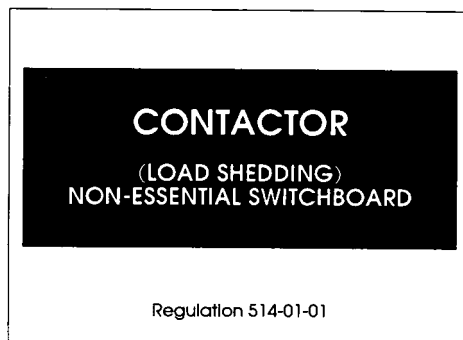 CONTACTOR
(LOAD SHEDDING)
NON-ESSENTIAL SWITCHBOARD
Regulation 514-01-01